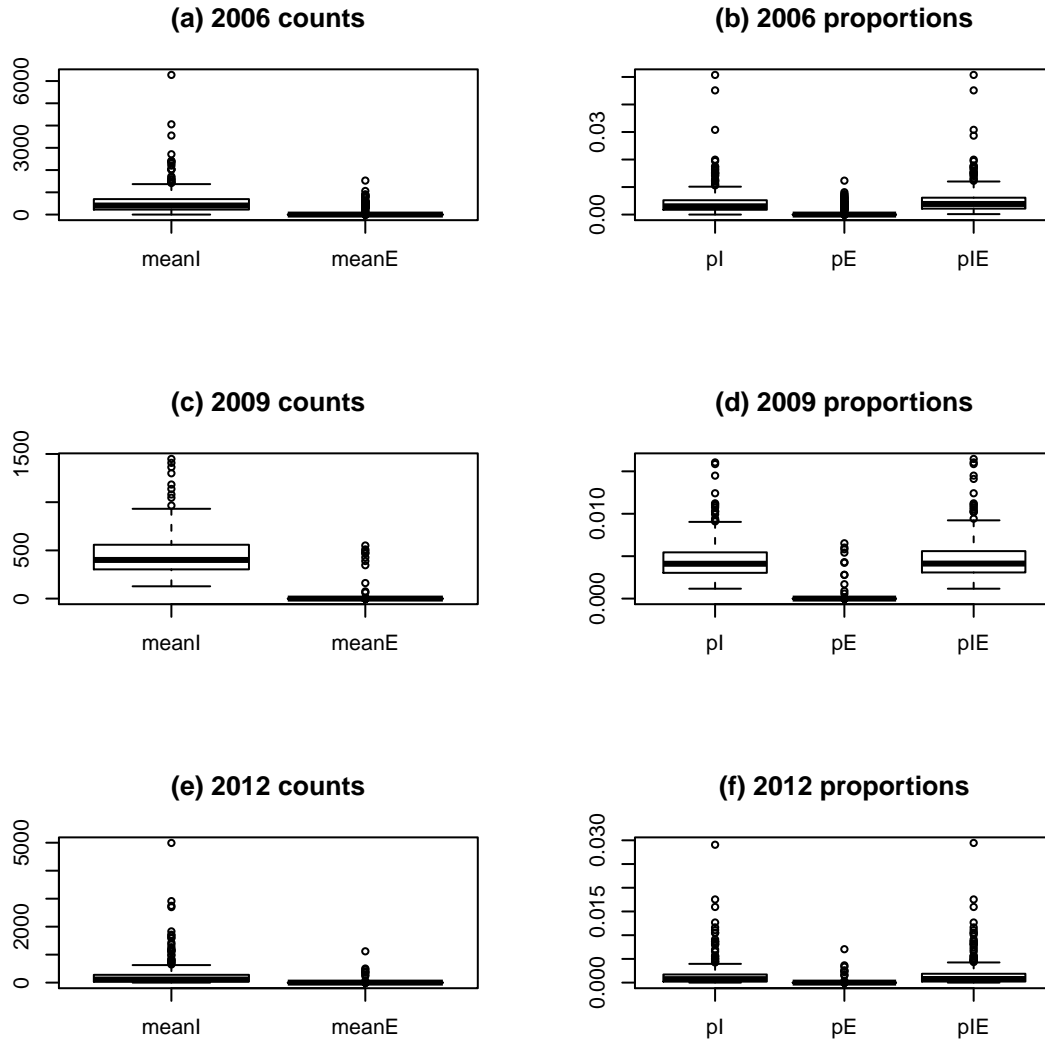 (a) 2006 counts
6000
3000
0
meanI
meanE
(b) 2006 proportions
0.03
0.00
pI
pE
pIE
(c) 2009 counts
1500
500
0
meanI
meanE
(d) 2009 proportions
0.010
0.000
pI
pE
pIE
(e) 2012 counts
5000
2000
0
meanI
meanE
(f) 2012 proportions
0.030
0.015
0.000
pI
pE
pIE